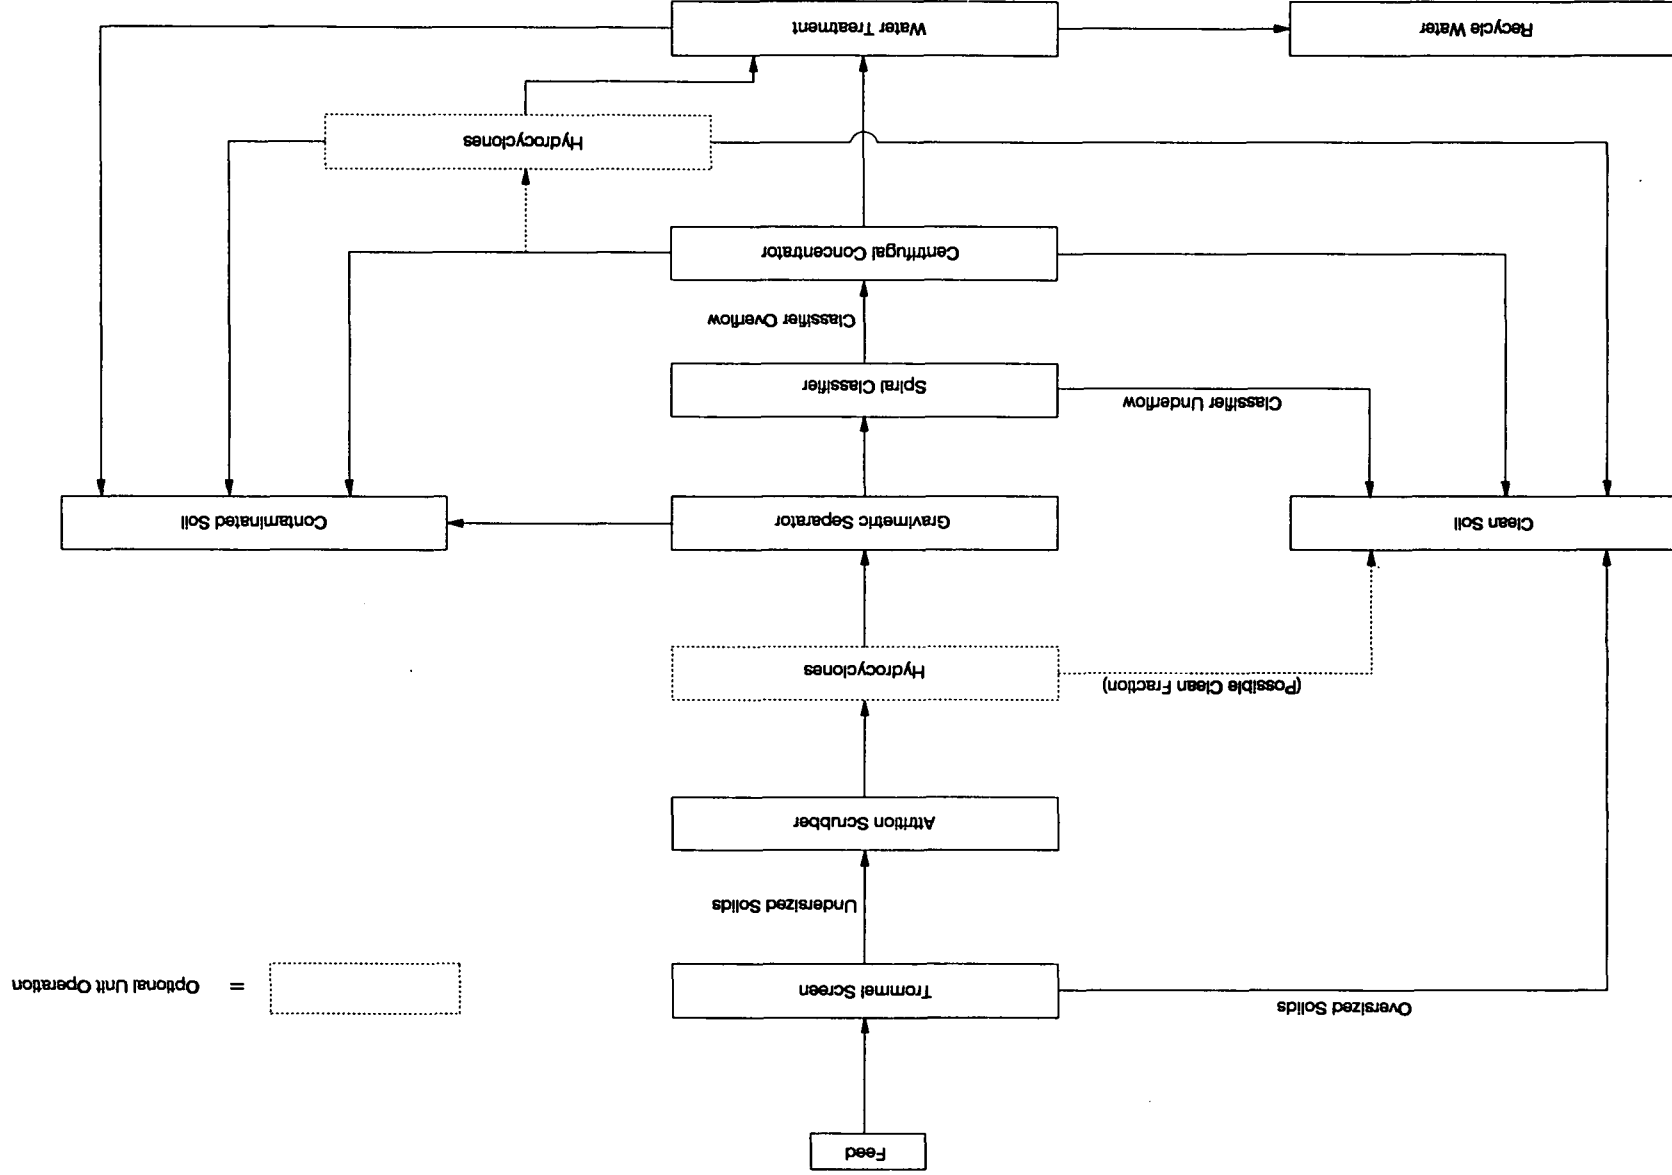 Feed
Trommel Screen
Oversized Solids
= Optional Unit Operation
Undersized Solids
Attrition Scrubber
Hydrocyclones
(Possible Clean Fraction)
Clean Soil
Gravimetric Separator
Contaminated Soil
Classifier Underflow
Spiral Classifier
Classifier Overflow
Centrifugal Concentrator
Hydrocyclones
Recycle Water
Water Treatment